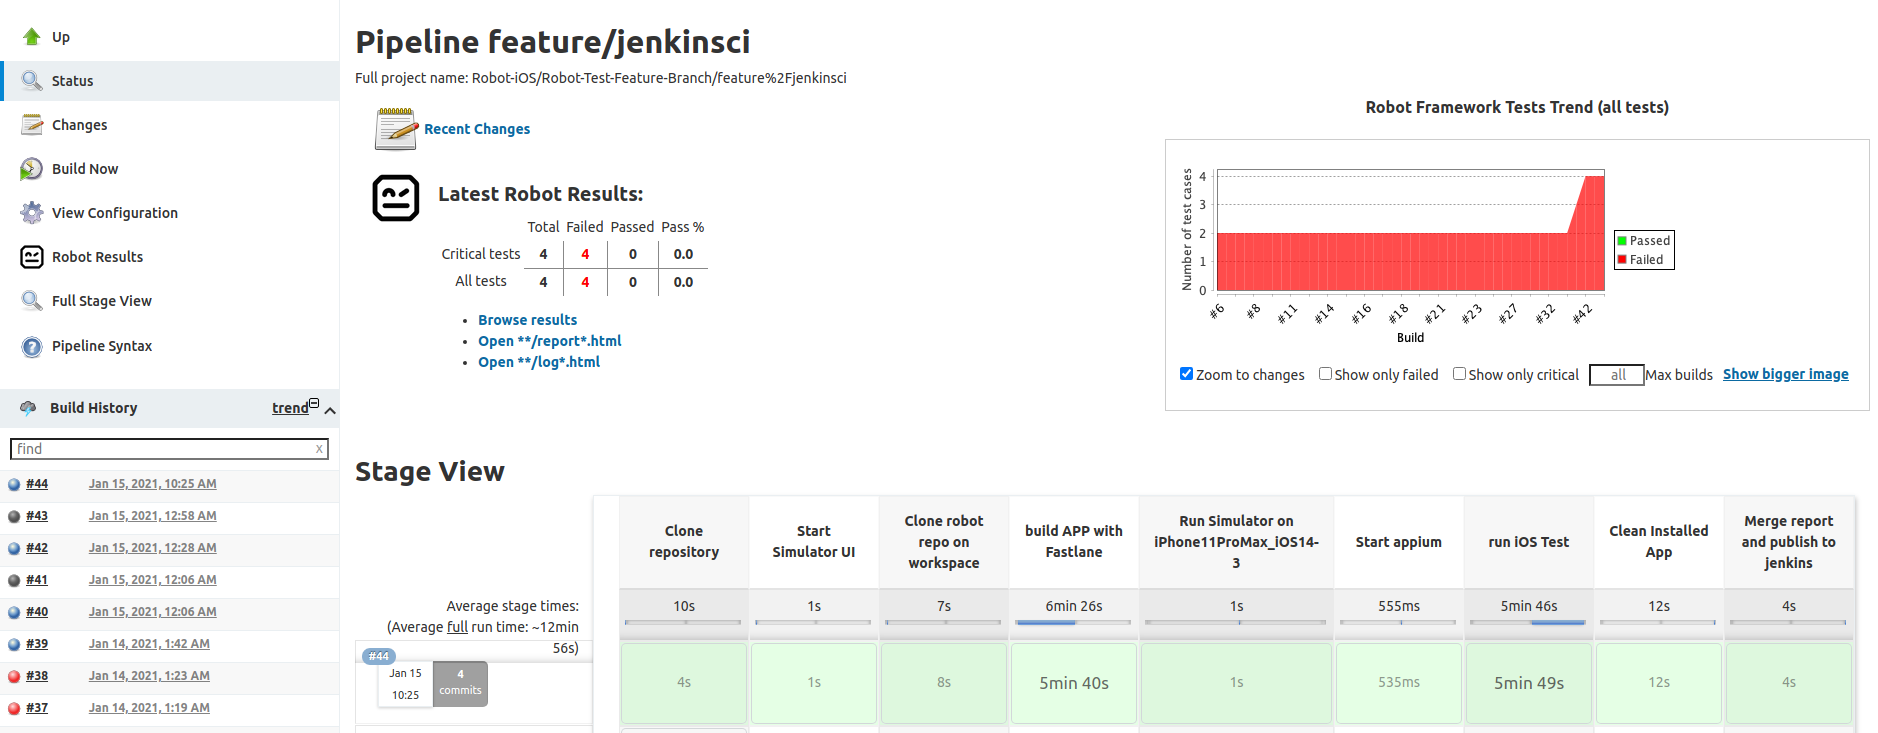 Up
Status
Changes
Build Now
View Configuration
Robot Results
Full Stage View
Pipeline Syntax
Build History trend
find x
#44 Jan 15, 2021, 10:25 AM
#43 Jan 15, 2021, 12:58 AM
#42 Jan 15, 2021, 12:28 AM
#41 Jan 15, 2021, 12:06 AM
#40 Jan 15, 2021, 12:06 AM
#39 Jan 14, 2021, 1:42 AM
#38 Jan 14, 2021, 1:23 AM
#37 Jan 14, 2021, 1:19 AM
Pipeline feature/jenkinsci
Full project name: Robot-iOS/Robot-Test-Feature-Branch/feature%2Fjenkinsci
Recent Changes
Latest Robot Results:
Total Failed Passed Pass %
Critical tests 4 4 0 0.0
All tests 4 4 0 0.0
• Browse results
• Open **/report*.html
• Open **/log*.html
Robot Framework Tests Trend (all tests)
Number of test cases
4
3
2
1
0
#6 #8 #11 #14 #16 #18 #21 #23 #27 #32 #42
Build
Passed
Failed
Zoom to changes Show only failed Show only critical all Max builds Show bigger image
Stage View
Clone
repository
Start
Simulator UI
Clone robot
repo on
workspace
build APP with
Fastlane
Run Simulator on
iPhone11ProMax_iOS14-
3
Start appium
run iOS Test
Clean Installed
App
Merge report
and publish to
jenkins
Average stage times:
(Average full run time: ~12min
56s)
10s 1s 7s 6min 26s 1s 555ms 5min 46s 12s 4s
#44
Jan 15
10:25
4
commits
4s 1s 8s 5min 40s 1s 535ms 5min 49s 12s 4s